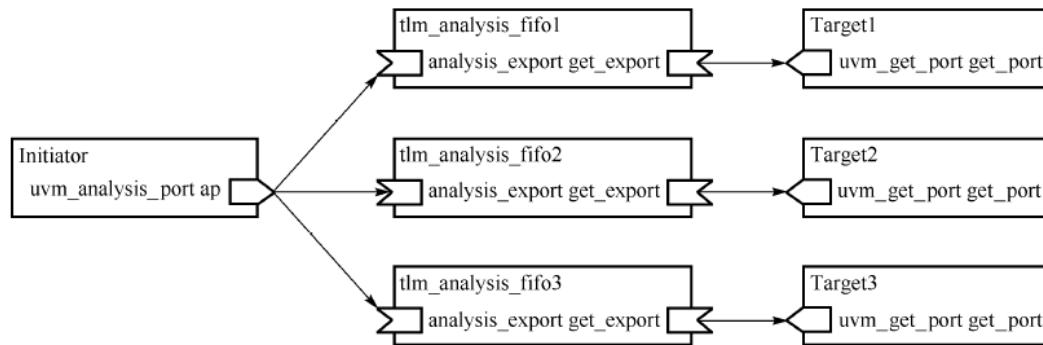 tlm_analysis_fifo1
analysis_export get_export
Target1
uvm_get_port get_port
Initiator
uvm_analysis_port ap
tlm_analysis_fifo2
analysis_export get_export
Target2
uvm_get_port get_port
tlm_analysis_fifo3
analysis_export get_export
Target3
uvm_get_port get_port